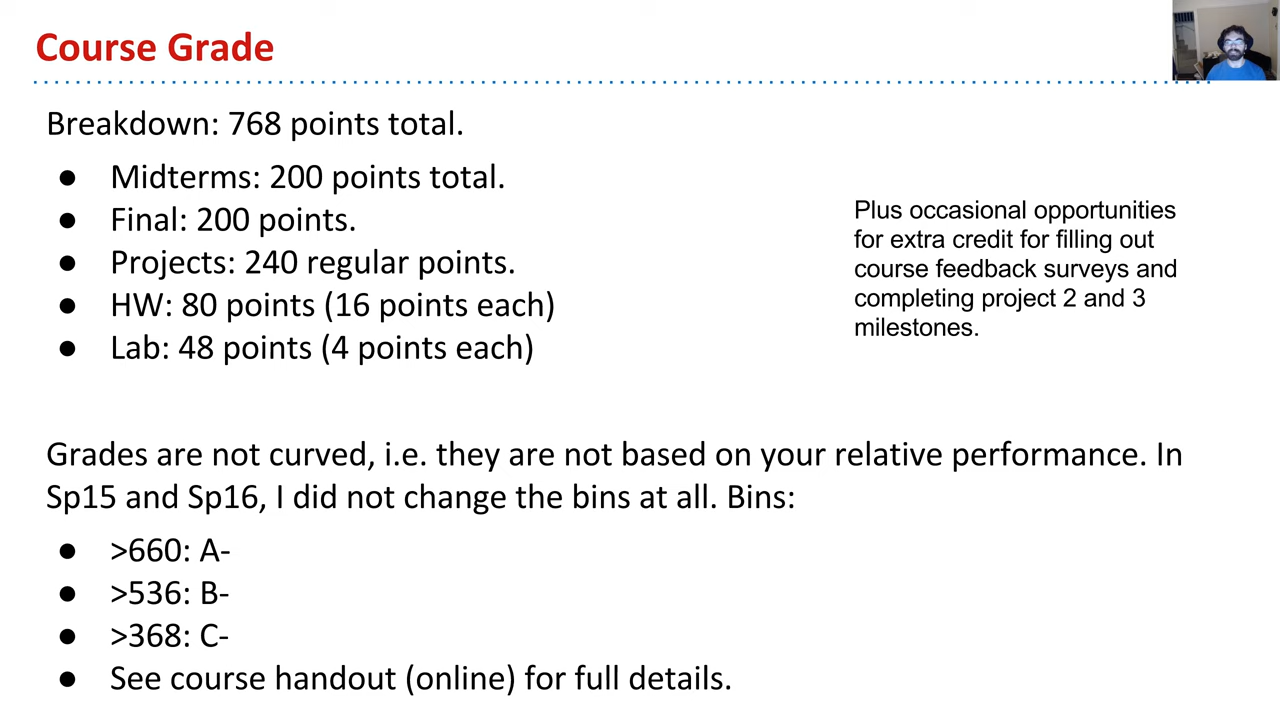 Course Grade
Breakdown: 768 points total.
● Midterms: 200 points total.
● Final: 200 points.
● Projects: 240 regular points.
● HW: 80 points (16 points each)
● Lab: 48 points (4 points each)
Plus occasional opportunities
for extra credit for filling out
course feedback surveys and
completing project 2 and 3
milestones.
Grades are not curved, i.e. they are not based on your relative performance. In
Sp15 and Sp16, I did not change the bins at all. Bins:
● >660: A-
● >536: B-
● >368: C-
● See course handout (online) for full details.